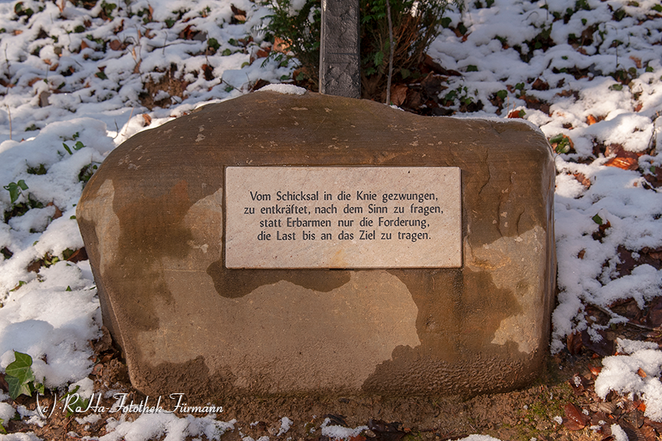 Vom Schicksal in die Knie gezwungen,
zu entkräftet, nach dem Sinn zu fragen,
statt Erbarmen nur die Forderung,
die Last bis an das Ziel zu tragen.
(c) RaHa-Fotothek Furtwängler